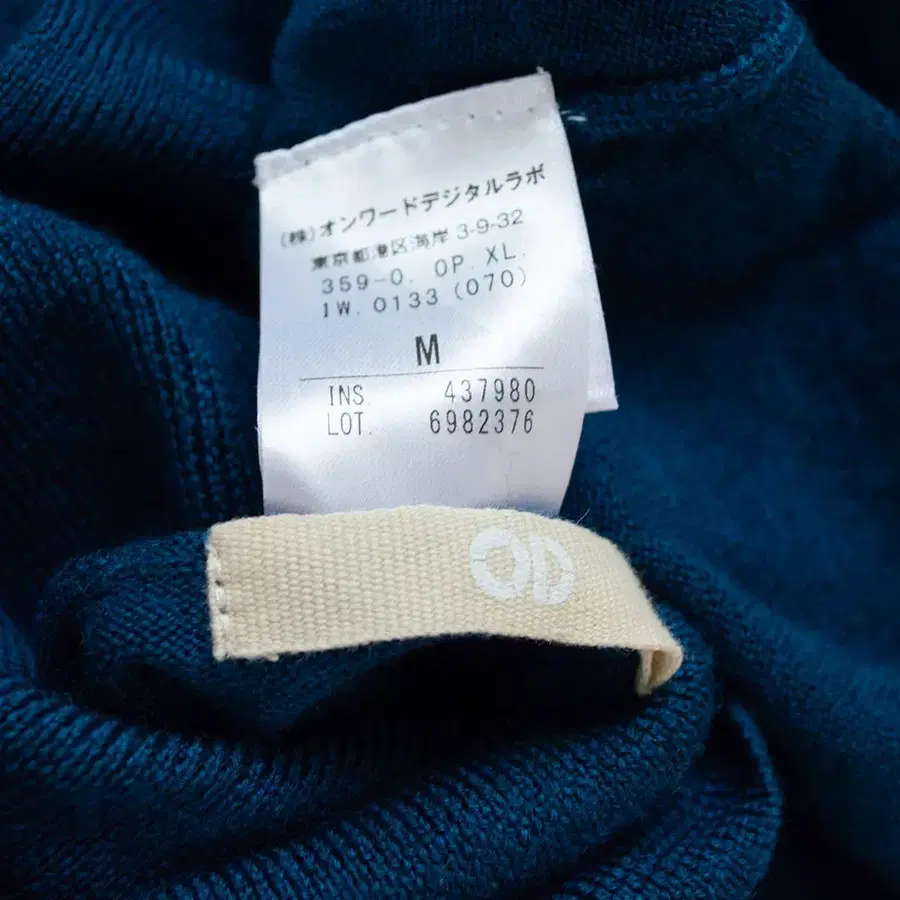 (株)オンワードデジタルラボ
東京都港区海岸 3-9-32
359-0. OP. XL.
IW. 0133 (070)
M
INS 437980
LOT. 6982376
OD